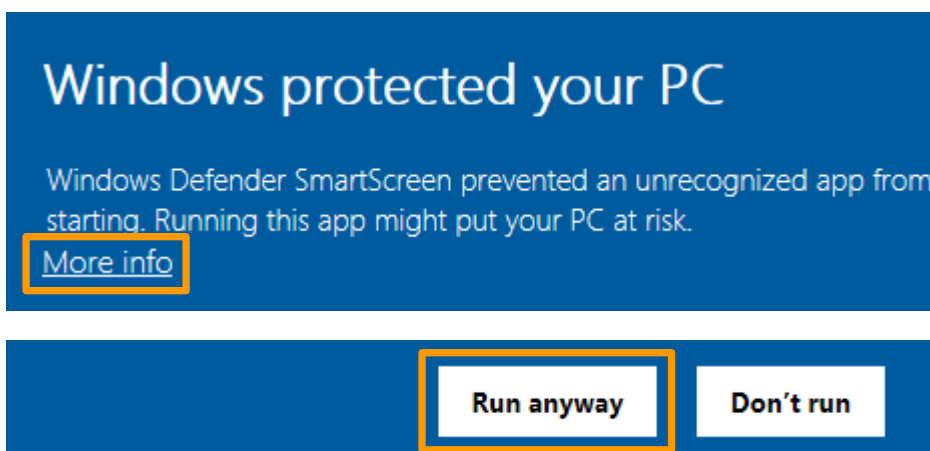 Windows protected your PC
Windows Defender SmartScreen prevented an unrecognized app from
starting. Running this app might put your PC at risk.
More info
Run anyway Don't run